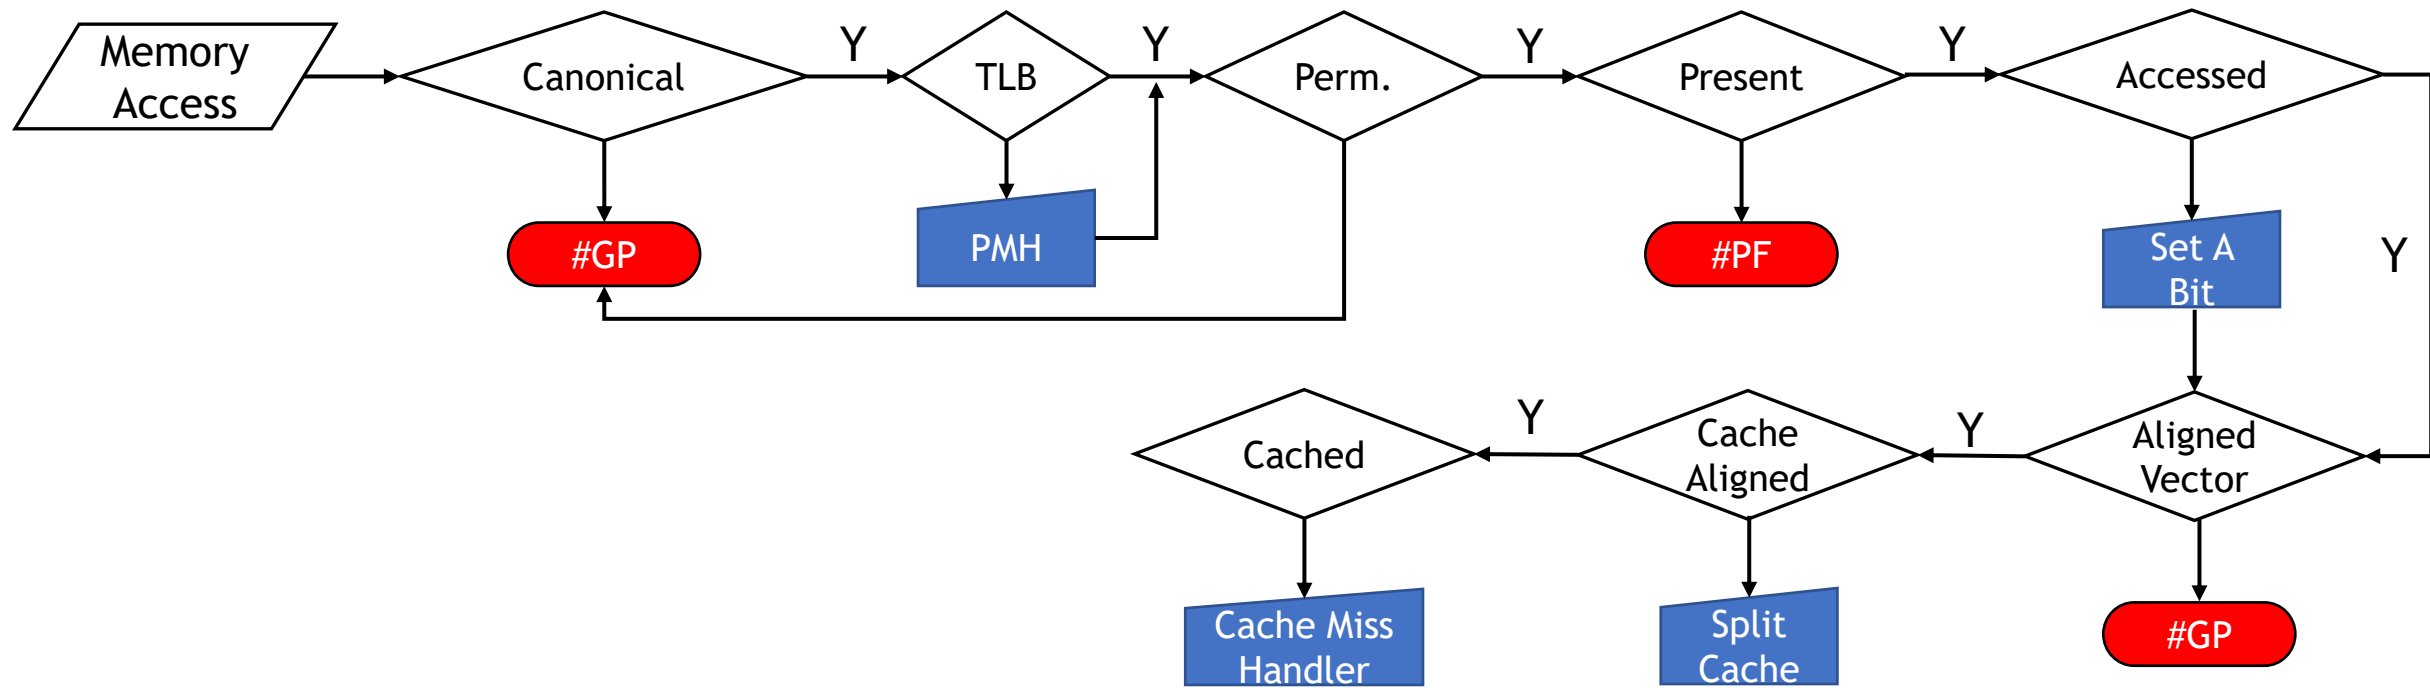 Memory
Access
Canonical
Y
TLB
Y
Perm.
Y
Present
Y
Accessed
Y
#GP
PMH
#PF
Set A
Bit
Cached
Y
Cache
Aligned
Y
Aligned
Vector
Cache Miss
Handler
Split
Cache
#GP